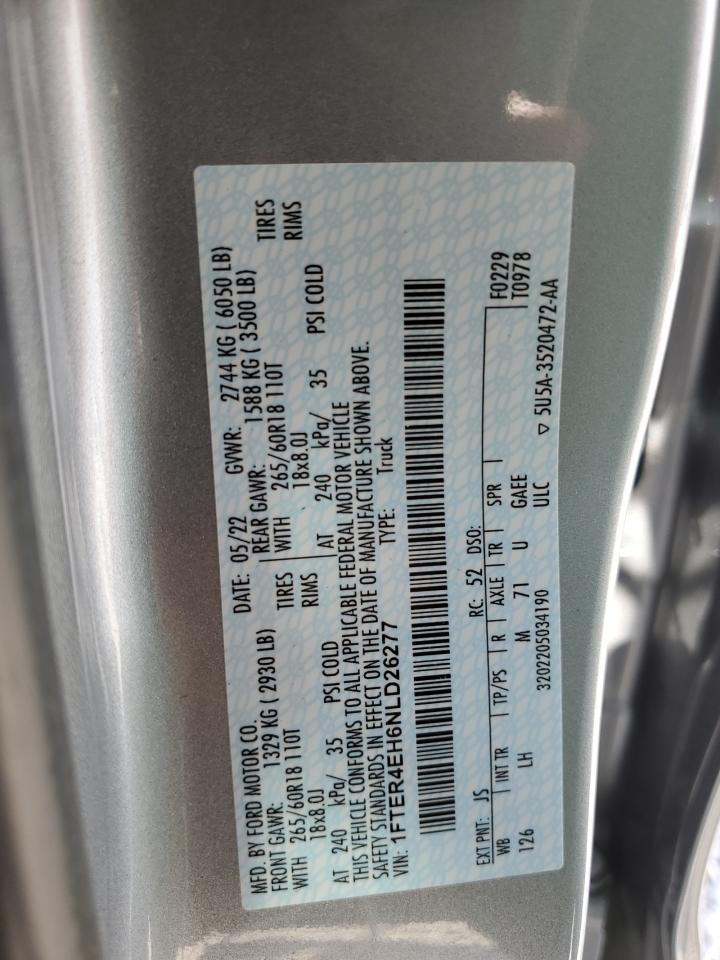 MFD. BY FORD MOTOR CO. DATE: 05/22 GVWR: 2744 KG ( 6050 LB)
FRONT GAWR: 1329 KG ( 2930 LB) REAR GAWR: 1588 KG ( 3500 LB)
WITH 265/60R18 110T TIRES WITH 265/60R18 110T TIRES
18x8.0J RIMS 18x8.0J RIMS
AT 240 kPa/ 35 PSI COLD AT 240 kPa/ 35 PSI COLD
THIS VEHICLE CONFORMS TO ALL APPLICABLE FEDERAL MOTOR VEHICLE
SAFETY STANDARDS IN EFFECT ON THE DATE OF MANUFACTURE SHOWN ABOVE.
VIN: 1FTER4EH6NLD26277 TYPE: Truck
EXT PNT: JS RC: 52 DSO: F0229
WB INT TR TP/PS R AXLE TR SPR T0978
126 LH M 71 U GAEE
3202205034190 ULC ▽ 5U5A-3520472-AA